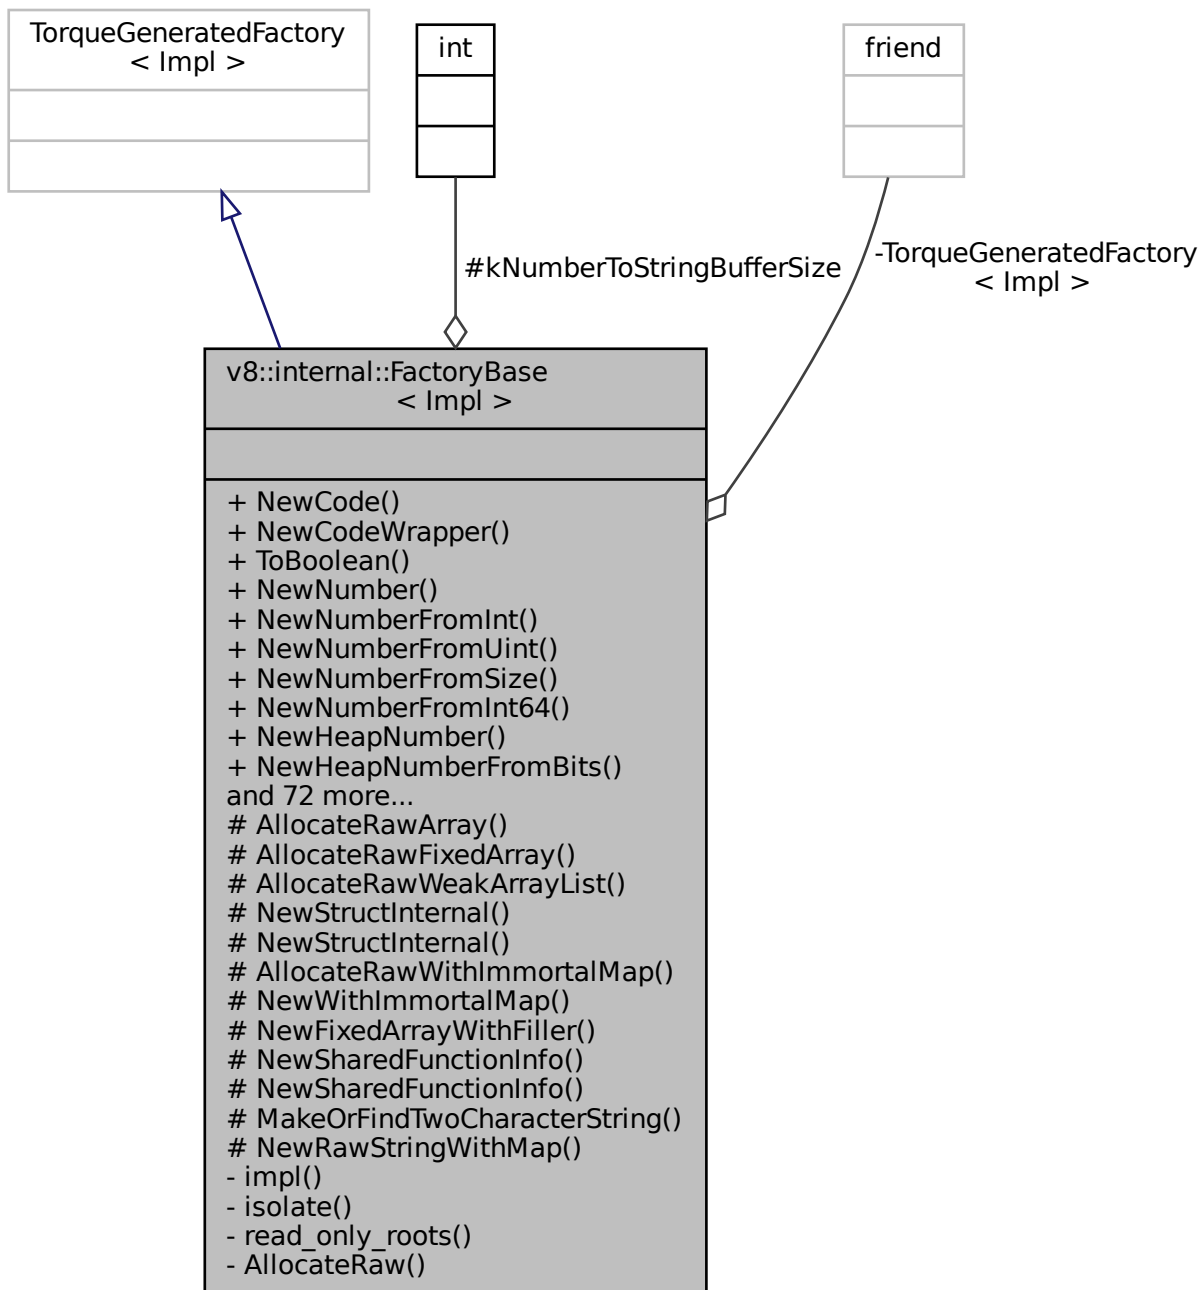 TorqueGeneratedFactory
< Impl >
int
friend
#kNumberToStringBufferSize
-TorqueGeneratedFactory
< Impl >
v8::internal::FactoryBase
< Impl >
+ NewCode()
+ NewCodeWrapper()
+ ToBoolean()
+ NewNumber()
+ NewNumberFromInt()
+ NewNumberFromUint()
+ NewNumberFromSize()
+ NewNumberFromInt64()
+ NewHeapNumber()
+ NewHeapNumberFromBits()
and 72 more...
# AllocateRawArray()
# AllocateRawFixedArray()
# AllocateRawWeakArrayList()
# NewStructInternal()
# NewStructInternal()
# AllocateRawWithImmortalMap()
# NewWithImmortalMap()
# NewFixedArrayWithFiller()
# NewSharedFunctionInfo()
# NewSharedFunctionInfo()
# MakeOrFindTwoCharacterString()
# NewRawStringWithMap()
- impl()
- isolate()
- read_only_roots()
- AllocateRaw()